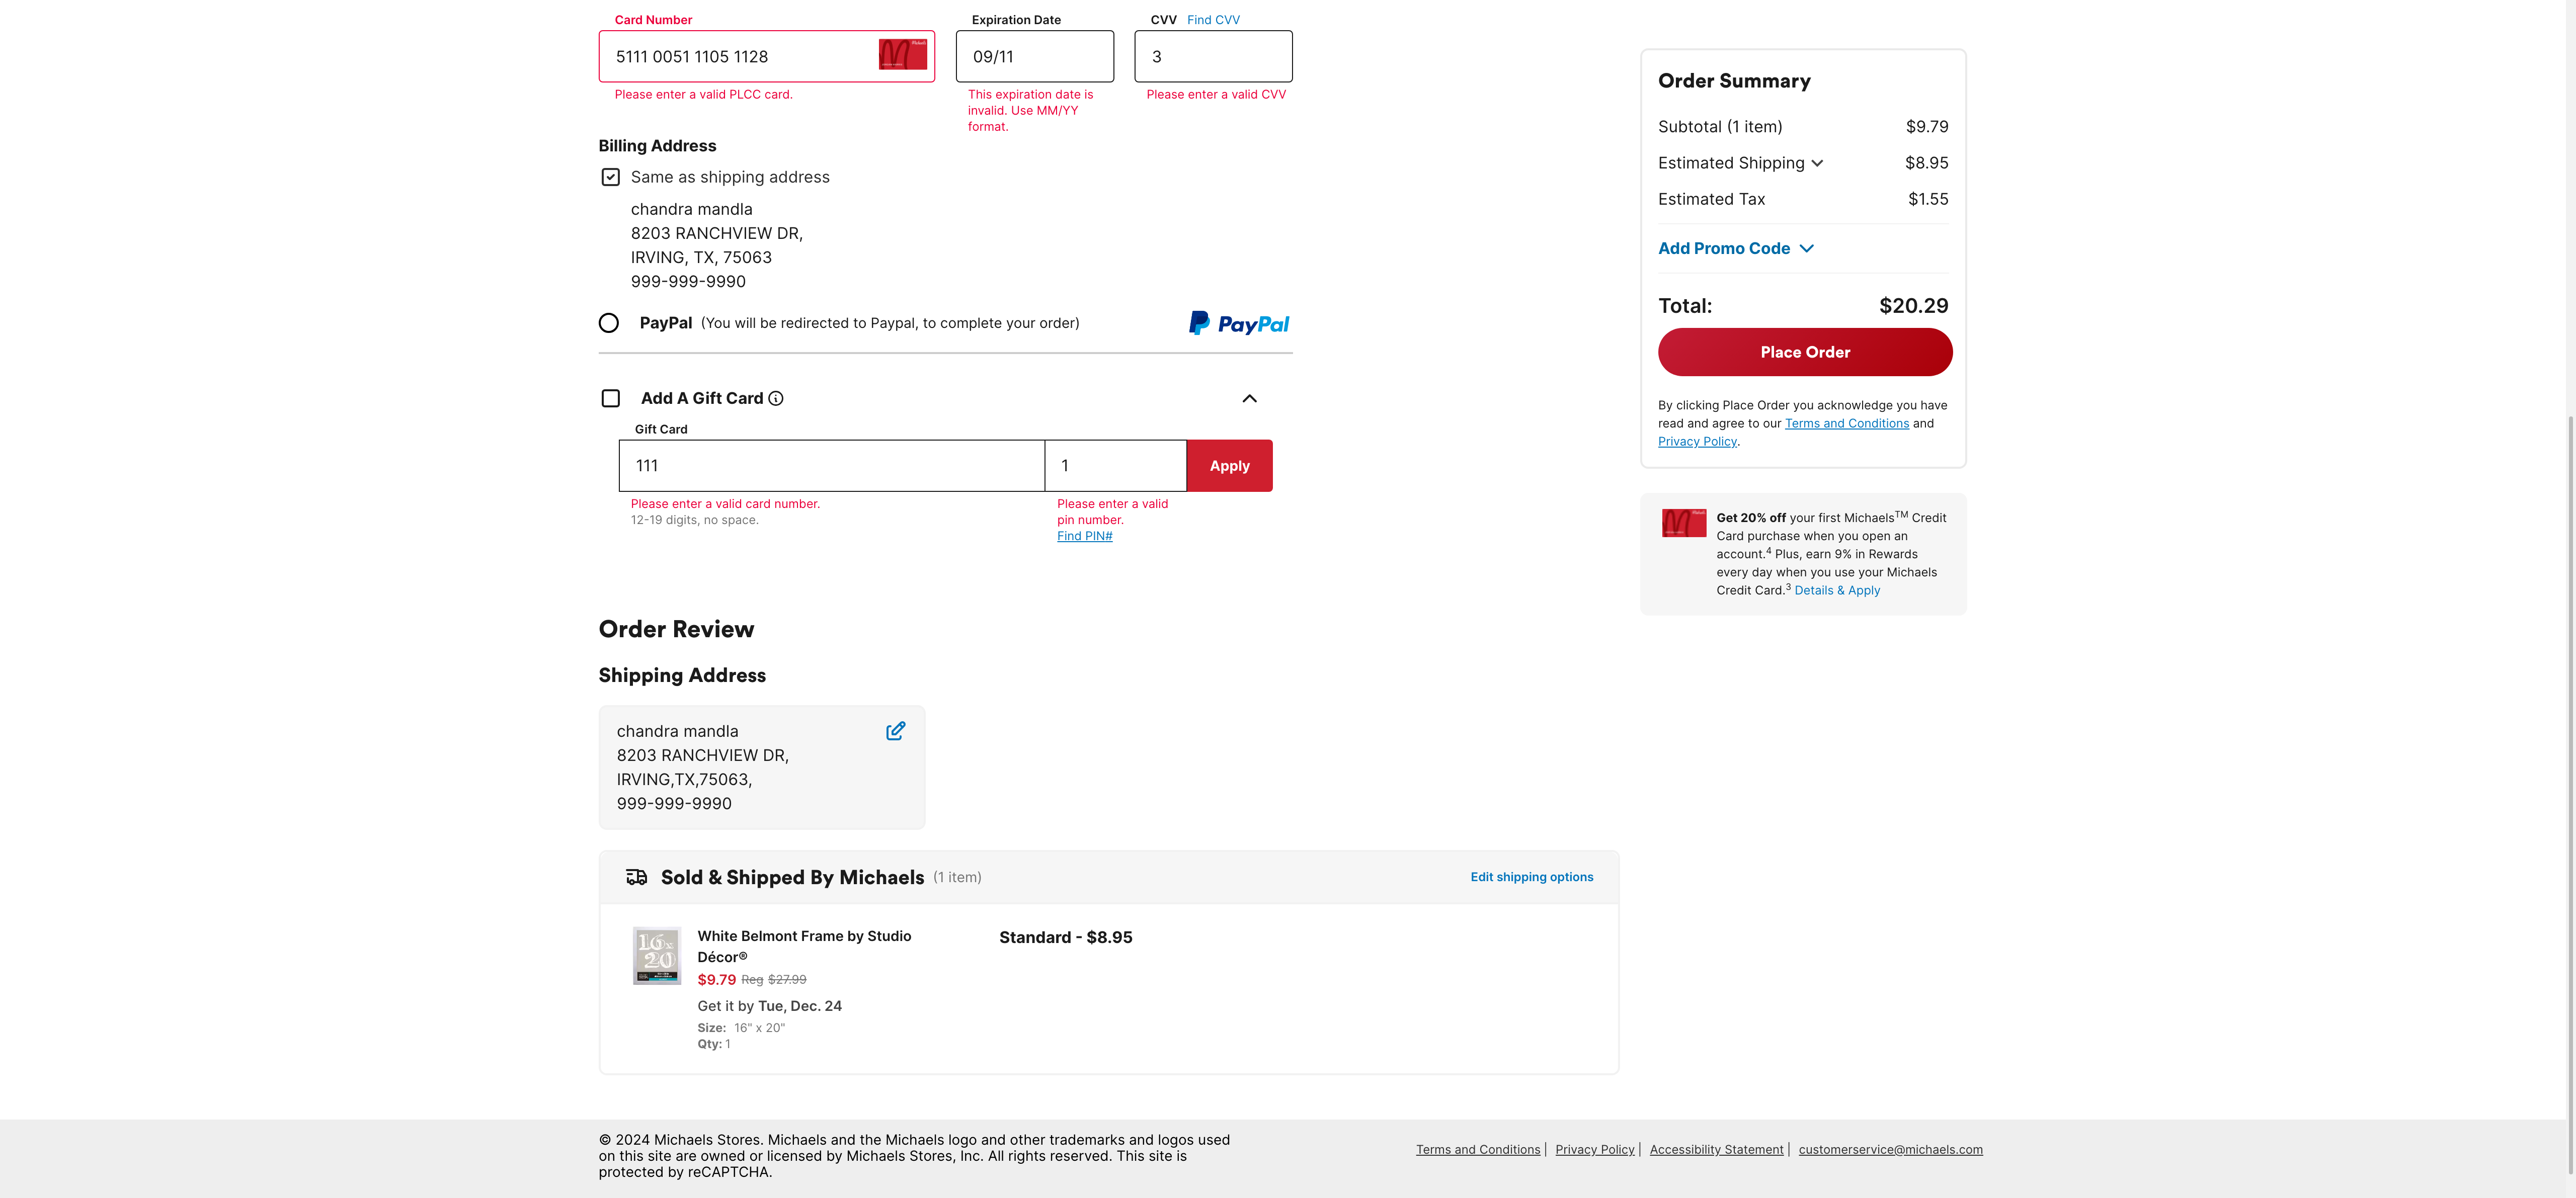 Card Number
Expiration Date
CVV Find CVV
5111 0051 1105 1128
09/11
3
Please enter a valid PLCC card.
This expiration date is
invalid. Use MM/YY
format.
Please enter a valid CVV
Billing Address
Same as shipping address
chandra mandla
8203 RANCHVIEW DR,
IRVING, TX, 75063
999-999-9990
PayPal (You will be redirected to Paypal, to complete your order)
PayPal
Add A Gift Card
Gift Card
111
1
Apply
Please enter a valid card number.
12-19 digits, no space.
Please enter a valid
pin number.
Find PIN#
Order Review
Shipping Address
chandra mandla
8203 RANCHVIEW DR,
IRVING,TX,75063,
999-999-9990
Sold & Shipped By Michaels (1 item)
Edit shipping options
16x
20
White Belmont Frame by Studio
Décor®
$9.79 Reg $27.99
Get it by Tue, Dec. 24
Size: 16" x 20"
Qty: 1
Standard - $8.95
Order Summary
Subtotal (1 item) $9.79
Estimated Shipping $8.95
Estimated Tax $1.55
Add Promo Code
Total: $20.29
Place Order
By clicking Place Order you acknowledge you have
read and agree to our Terms and Conditions and
Privacy Policy.
Get 20% off your first Michaels™ Credit
Card purchase when you open an
account.⁴ Plus, earn 9% in Rewards
every day when you use your Michaels
Credit Card.³ Details & Apply
© 2024 Michaels Stores. Michaels and the Michaels logo and other trademarks and logos used
on this site are owned or licensed by Michaels Stores, Inc. All rights reserved. This site is
protected by reCAPTCHA.
Terms and Conditions | Privacy Policy | Accessibility Statement | customerservice@michaels.com